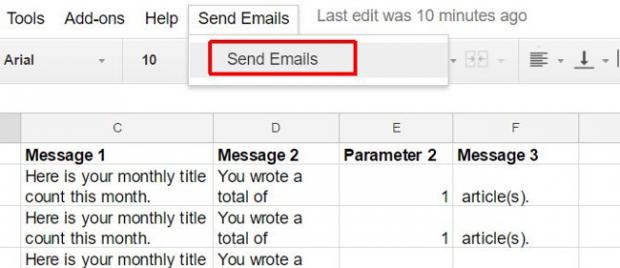 Tools Add-ons Help Send Emails Last edit was 10 minutes ago
Send Emails
Arial 10
C D E F
Message 1 Message 2 Parameter 2 Message 3
Here is your monthly title You wrote a
count this month. total of 1 article(s).
Here is your monthly title You wrote a
count this month. total of 1 article(s).
Here is your monthly title You wrote a